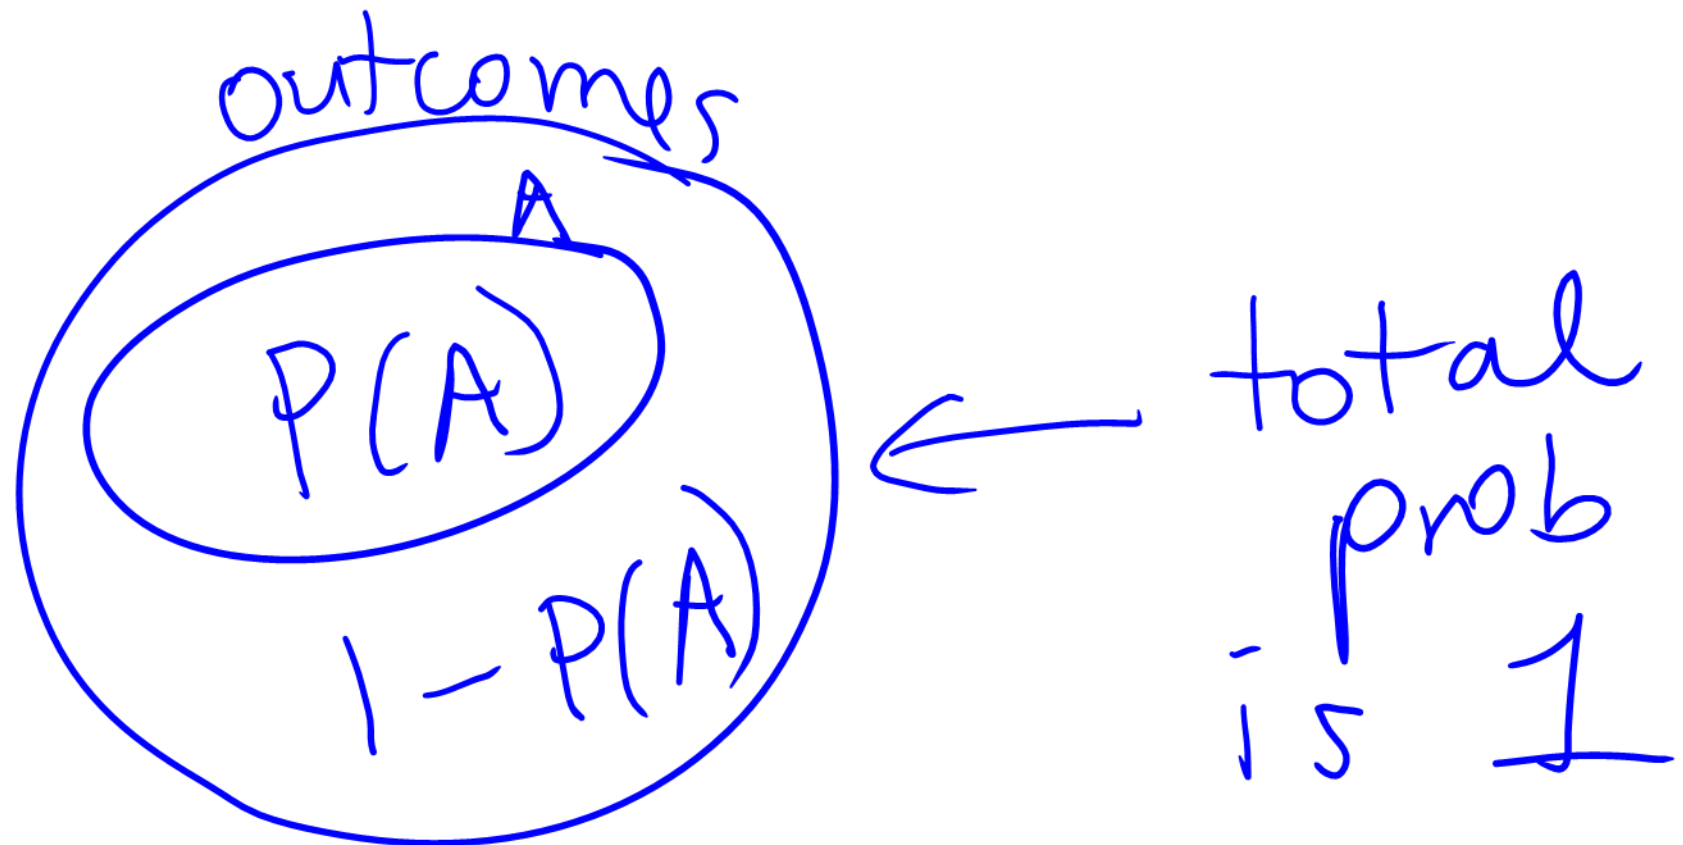 outcomes
A
P(A)
1 - P(A)
total
prob
is 1